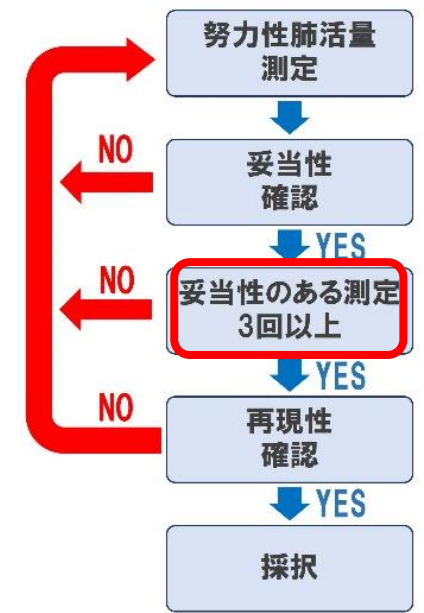 努力性肺活量
測定
NO
妥当性
確認
YES
NO
妥当性のある測定
3回以上
YES
NO
再現性
確認
YES
採択